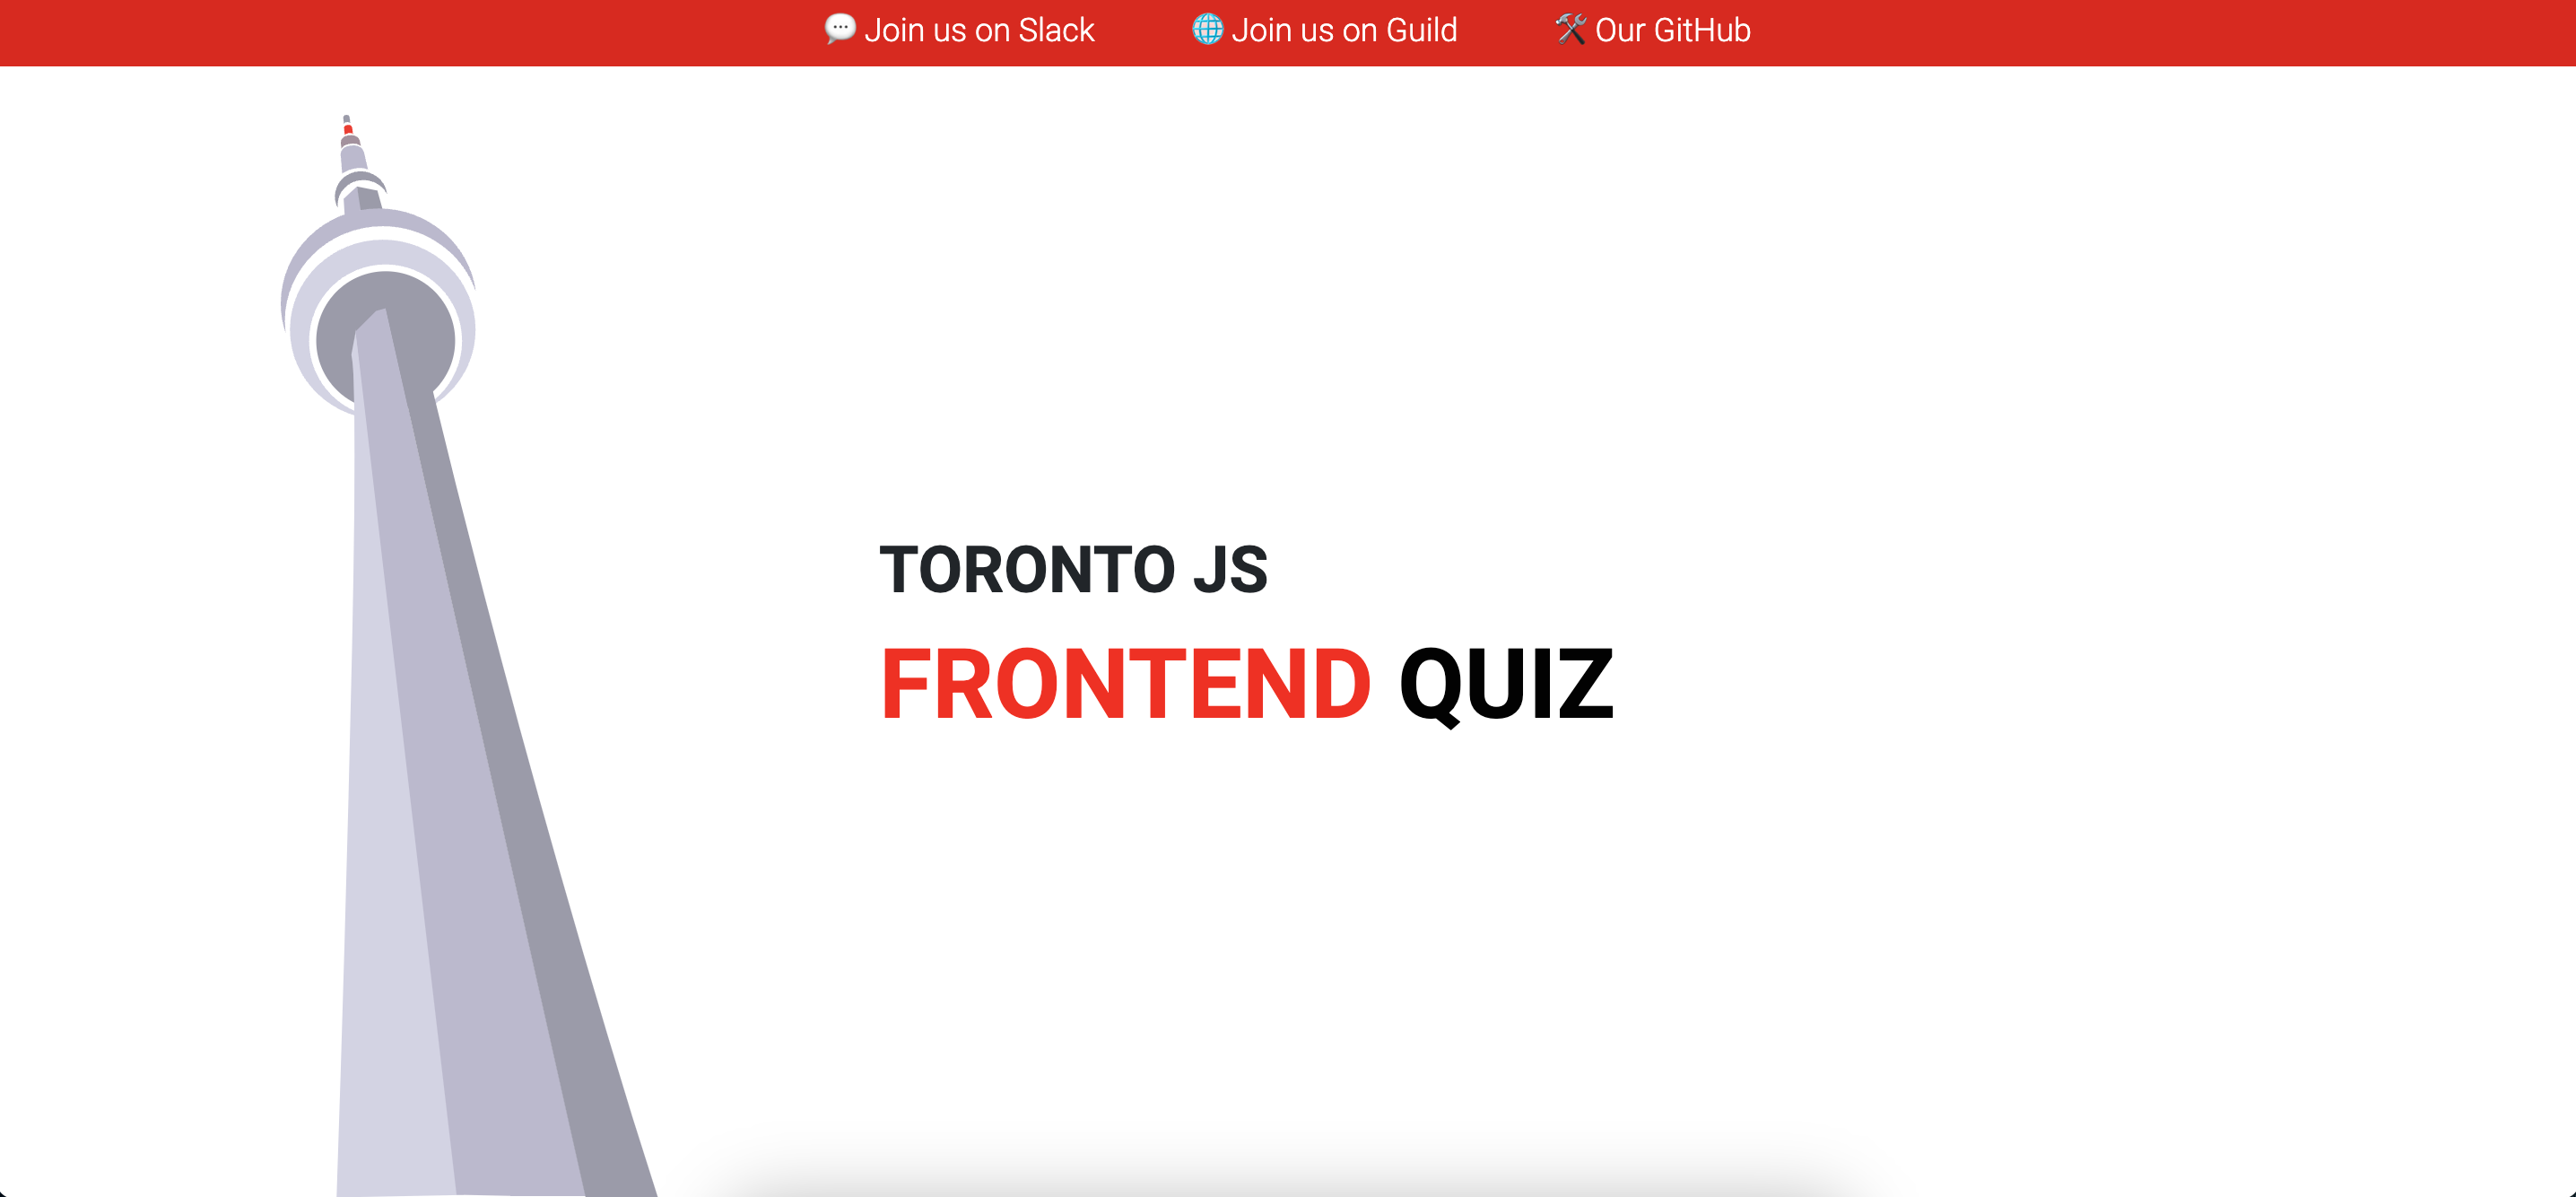 💬 Join us on Slack 🌐 Join us on Guild 🛠 Our GitHub
TORONTO JS
FRONTEND QUIZ